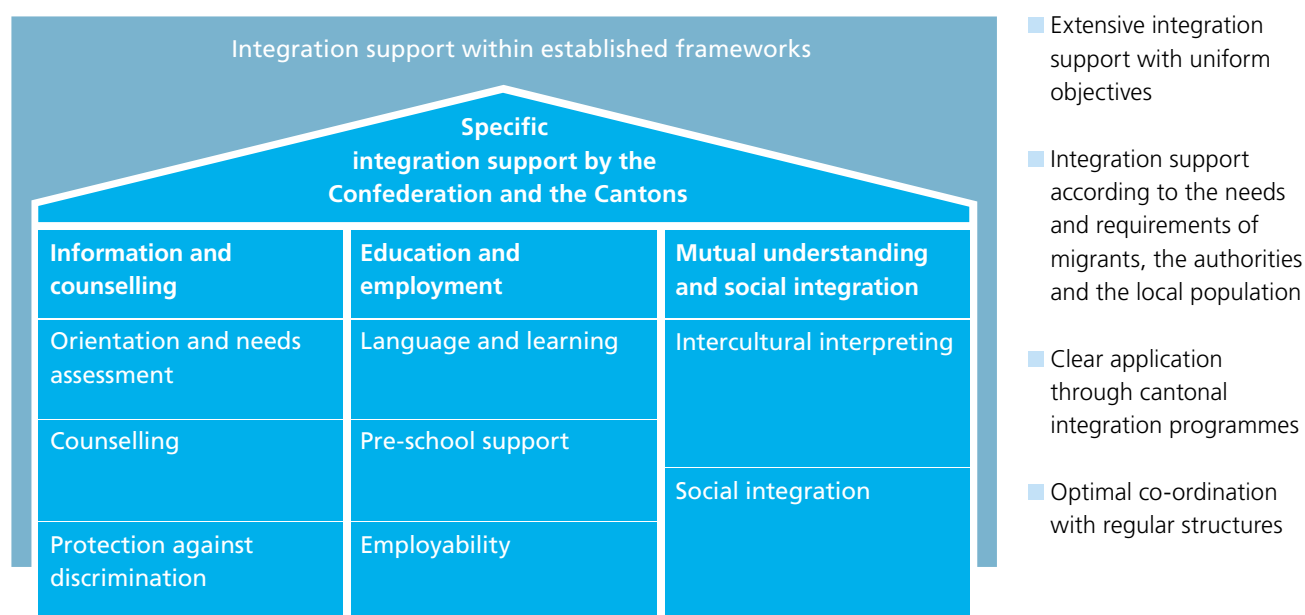 Integration support within established frameworks
Specific
integration support by the
Confederation and the Cantons
Information and
counselling
Orientation and needs
assessment
Counselling
Protection against
discrimination
Education and
employment
Language and learning
Pre-school support
Employability
Mutual understanding
and social integration
Intercultural interpreting
Social integration
Extensive integration
support with uniform
objectives
Integration support
according to the needs
and requirements of
migrants, the authorities
and the local population
Clear application
through cantonal
integration programmes
Optimal co-ordination
with regular structures